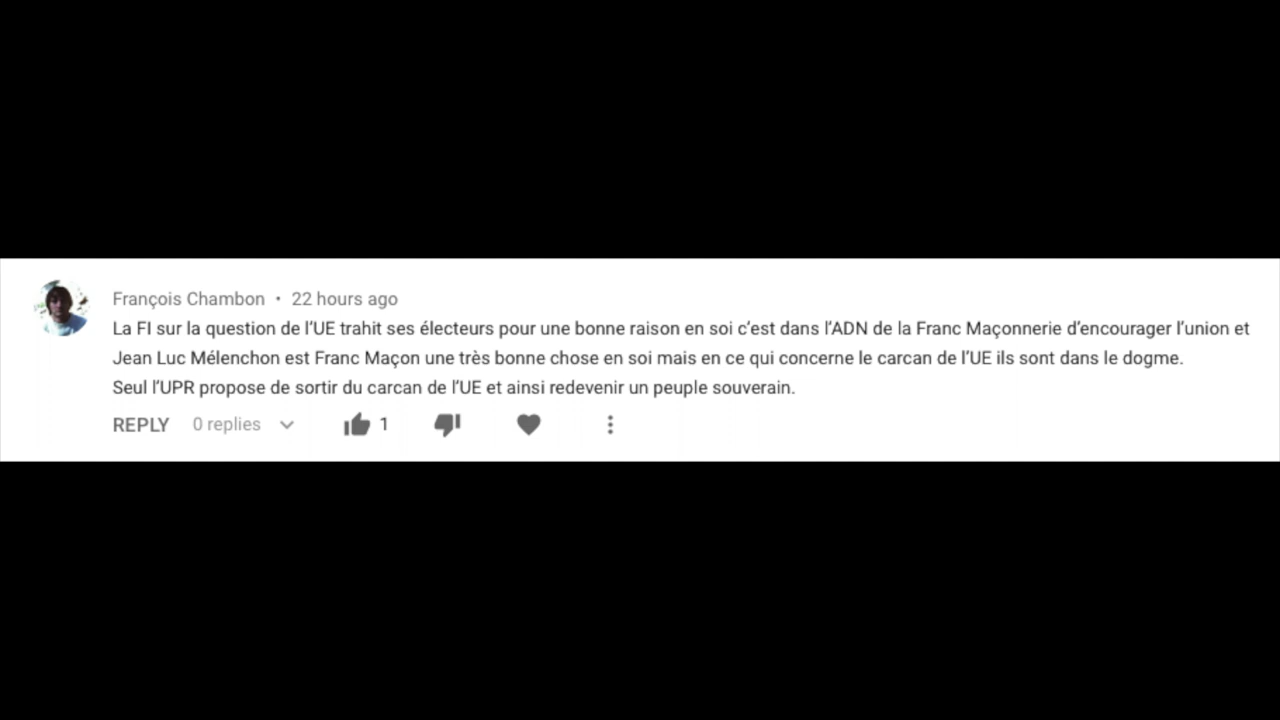 François Chambon • 22 hours ago
La FI sur la question de l’UE trahit ses électeurs pour une bonne raison en soi c’est dans l’ADN de la Franc Maçonnerie d’encourager l’union et
Jean Luc Mélenchon est Franc Maçon une très bonne chose en soi mais en ce qui concerne le carcan de l’UE ils sont dans le dogme.
Seul l’UPR propose de sortir du carcan de l’UE et ainsi redevenir un peuple souverain.
REPLY 0 replies 1